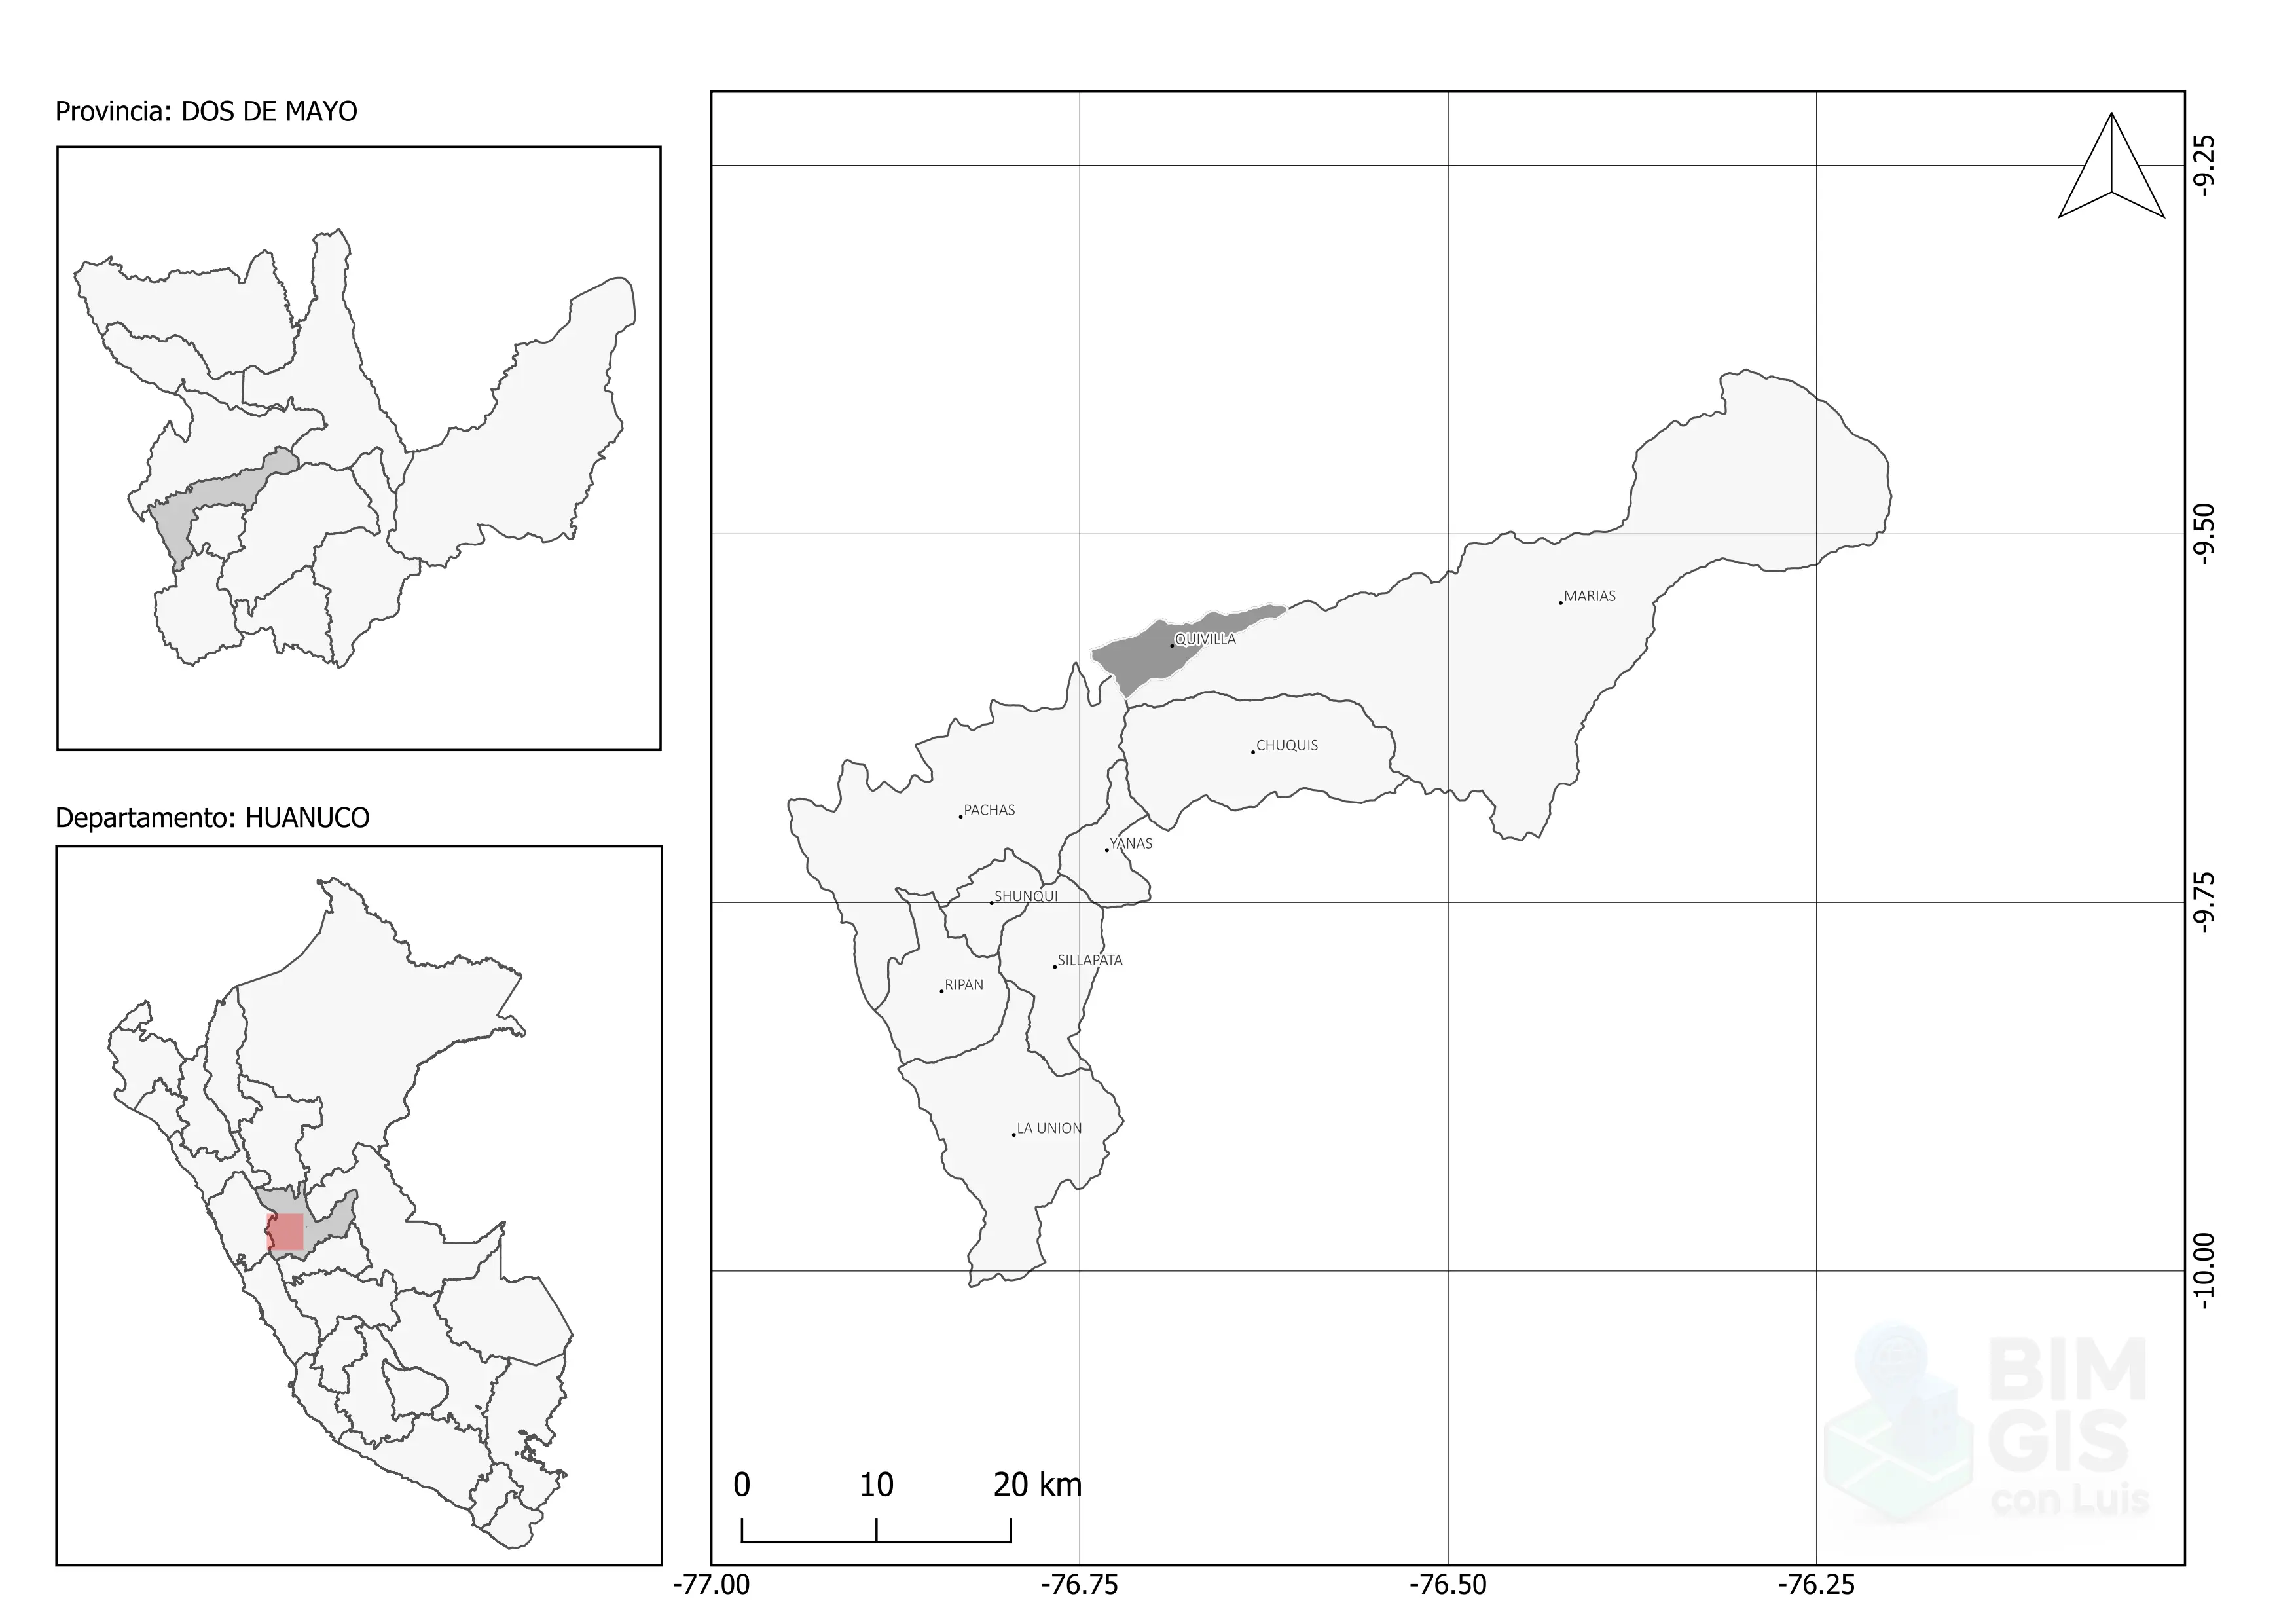 Provincia: DOS DE MAYO
Departamento: HUANUCO
-9.25
-9.50
-9.75
-10.00
MARIAS
QUIVILLA
CHUQUIS
PACHAS
YANAS
SHUNQUI
SILLAPATA
RIPAN
LA UNION
BIM
GIS
con Luis
0 10 20 km
-77.00 -76.75 -76.50 -76.25